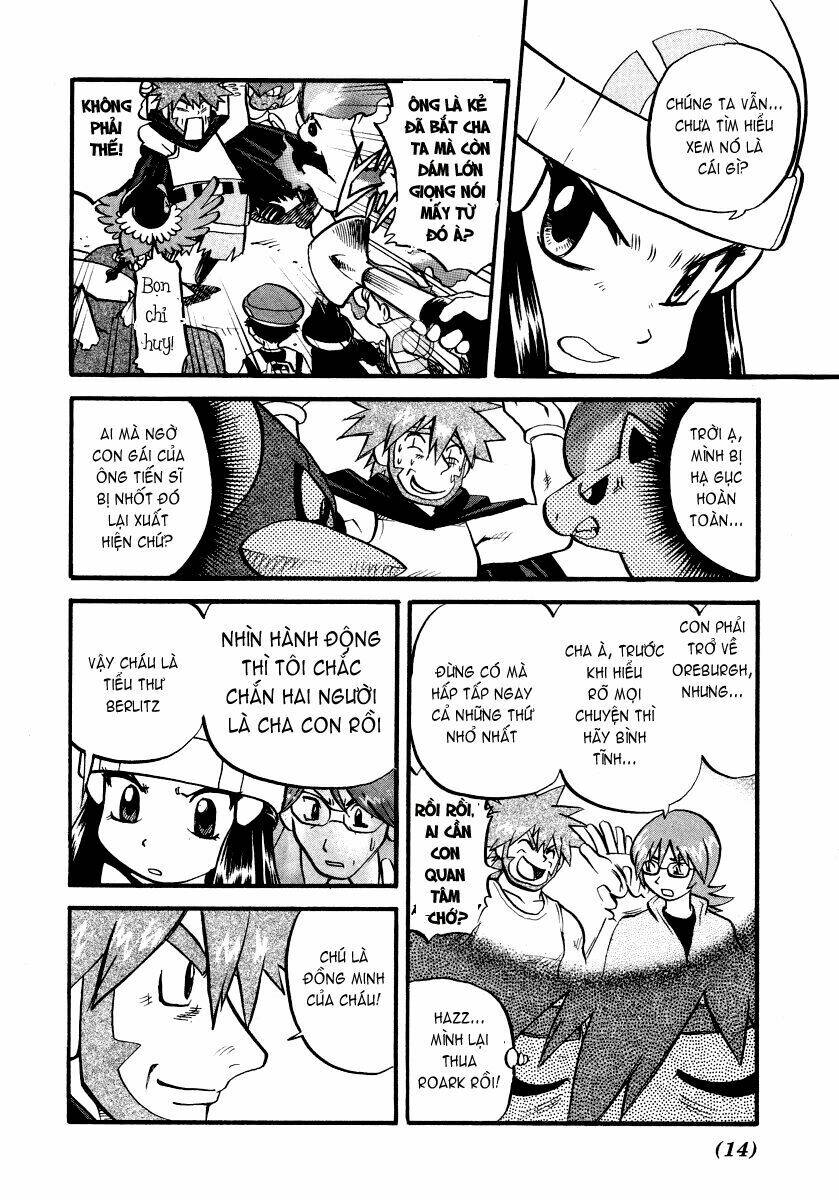 CHÚNG TA VẪN...
CHƯA TÌM HIỂU
XEM NÓ LÀ
CÁI GÌ?
ÔNG LÀ KẺ
ĐÃ BẮT CHA
TA MÀ CÒN
DÁM LỚN
GIỌNG NÓI
MẤY TỪ
ĐÓ À?
KHÔNG
PHẢI
THẾ!
Bọn
chỉ
huy!
TRỜI Ạ,
MÌNH BỊ
HẠ GỤC
HOÀN
TOÀN...
AI MÀ NGỜ
CON GÁI CỦA
ÔNG TIẾN SĨ
BỊ NHỐT ĐÓ
LẠI XUẤT
HIỆN CHỨ?
CON PHẢI
TRỞ VỀ
OREBURGH,
NHƯNG...
CHA À, TRƯỚC
KHI HIỂU
RÕ MỌI
CHUYỆN THÌ
HÃY BÌNH
TĨNH...
ĐỪNG CÓ MÀ
HẤP TẤP NGAY
CẢ NHỮNG THỨ
NHỎ NHẤT
RỒI RỒI,
AI CẦN
CON
QUAN
TÂM
CHỚ?
HAZZ...
MÌNH LẠI
THUA
ROARK RỒI!
NHÌN HÀNH ĐỘNG
THÌ TÔI CHẮC
CHẮN HAI NGƯỜI
LÀ CHA CON RỒI
VẬY CHÁU LÀ
TIỂU THƯ
BERLITZ
CHÚ LÀ
ĐỒNG MINH
CỦA CHÁU!
(14)